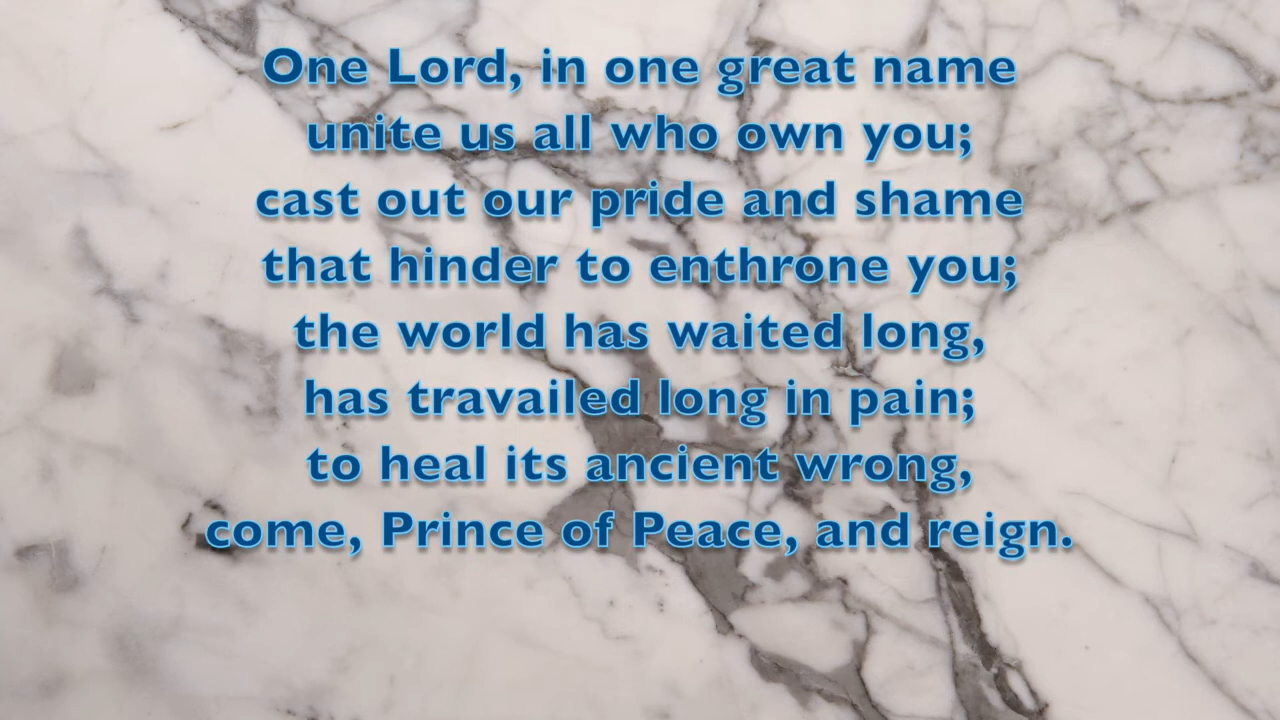 One Lord, in one great name
unite us all who own you;
cast out our pride and shame
that hinder to enthrone you;
the world has waited long,
has travailed long in pain;
to heal its ancient wrong,
come, Prince of Peace, and reign.